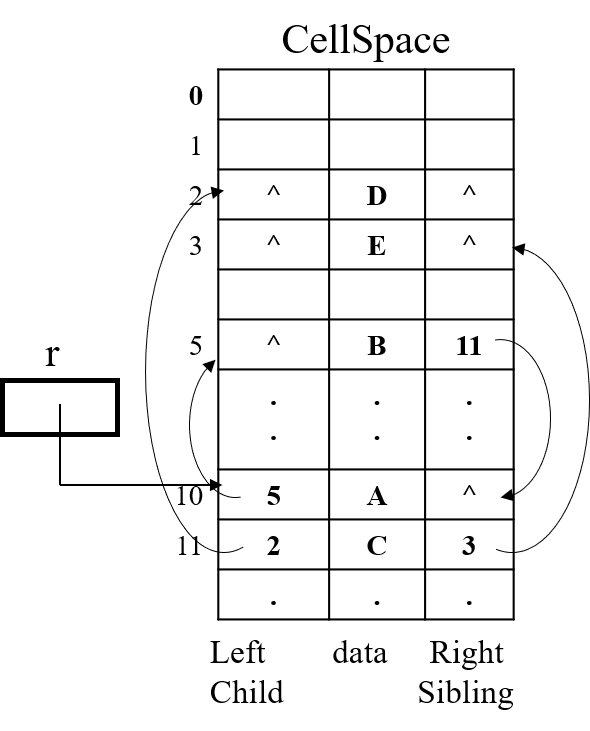 CellSpace
0
1
2 ^ D ^
3 ^ E ^
5 ^ B 11
r
. . .
. . .
10 5 A ^
11 2 C 3
. . .
Left data Right
Child Sibling